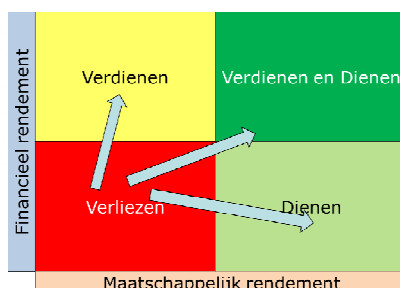 Financieel rendement
Verdienen
Verdienen en Dienen
Verliezen
Dienen
Maatschappelijk rendement